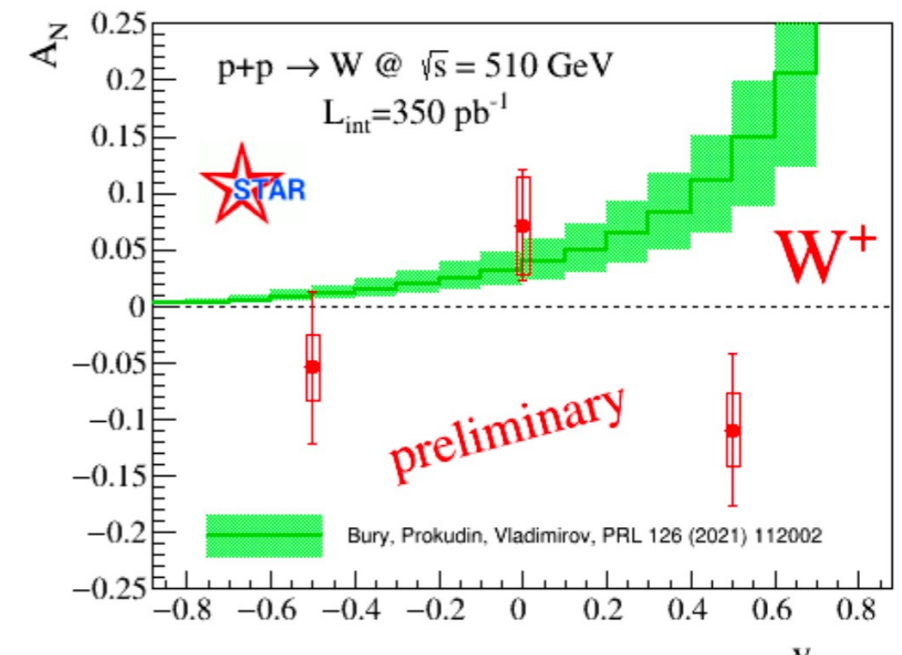 A_N
0.25
0.2
0.15
0.1
0.05
0
−0.05
−0.1
−0.15
−0.2
−0.25
p+p → W @ √s = 510 GeV
L_int=350 pb^-1
STAR
W^+
preliminary
Bury, Prokudin, Vladimirov, PRL 126 (2021) 112002
−0.8 −0.6 −0.4 −0.2 0 0.2 0.4 0.6 0.8